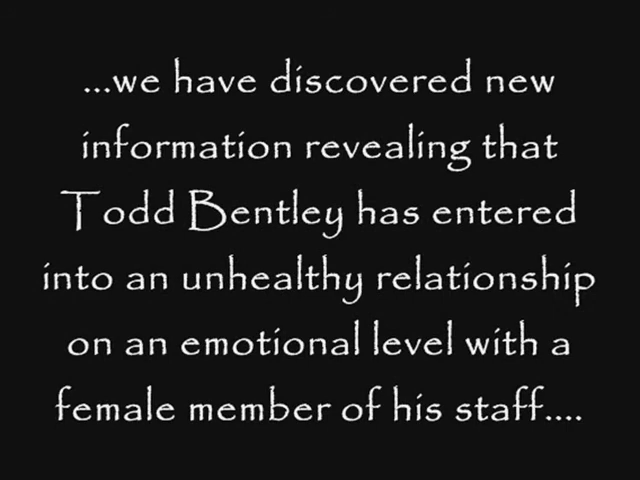 ...we have discovered new
information revealing that
Todd Bentley has entered
into an unhealthy relationship
on an emotional level with a
female member of his staff....